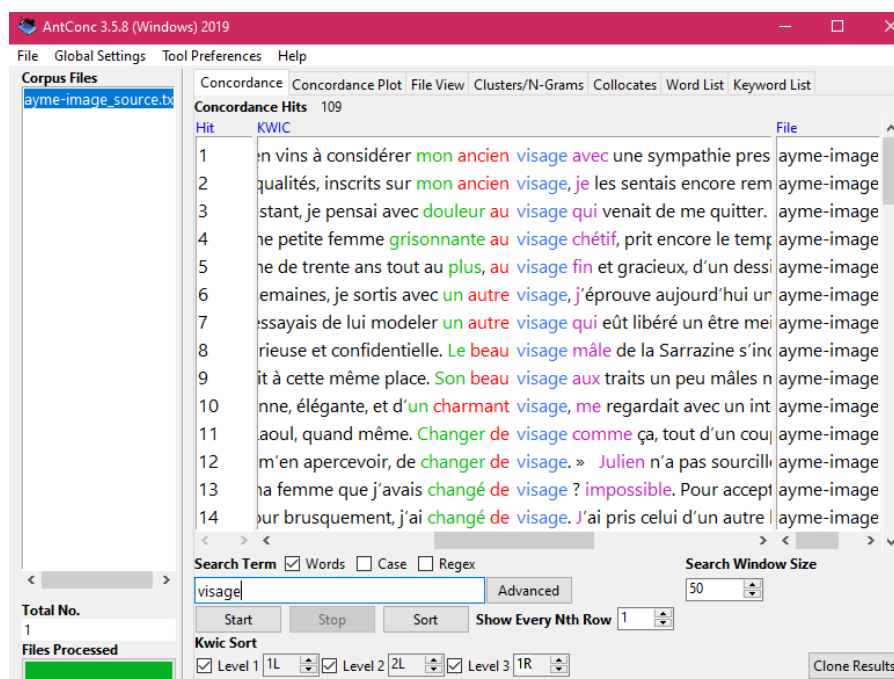 AntConc 3.5.8 (Windows) 2019
File Global Settings Tool Preferences Help
Corpus Files
ayme-image_source.tx
Concordance Concordance Plot File View Clusters/N-Grams Collocates Word List Keyword List
Concordance Hits 109
Hit KWIC File
1 en vins à considérer mon ancien visage avec une sympathie pres ayme-image
2 qualités, inscrits sur mon ancien visage, je les sentais encore rem ayme-image
3 stant, je pensai avec douleur au visage qui venait de me quitter. ayme-image
4 ne petite femme grisonnante au visage chétif, prit encore le temp ayme-image
5 ne de trente ans tout au plus, au visage fin et gracieux, d'un dessi ayme-image
6 emaines, je sortis avec un autre visage, j'éprouve aujourd'hui un ayme-image
7 essayais de lui modeler un autre visage qui eût libéré un être mei ayme-image
8 rieuse et confidentielle. Le beau visage mâle de la Sarrazine s'inc ayme-image
9 it à cette même place. Son beau visage aux traits un peu mâles m ayme-image
10 nne, élégante, et d'un charmant visage, me regardait avec un int ayme-image
11 aoul, quand même. Changer de visage comme ça, tout d'un coup ayme-image
12 m'en apercevoir, de changer de visage. » Julien n'a pas sourcill ayme-image
13 na femme que j'avais changé de visage ? impossible. Pour accept ayme-image
14 ur brusquement, j'ai changé de visage. J'ai pris celui d'un autre ayme-image
Search Term Words Case Regex Search Window Size
visage Advanced 50
Total No.
1
Start Stop Sort Show Every Nth Row 1
Files Processed
Kwic Sort
Level 1 1L Level 2 2L Level 3 1R Clone Results